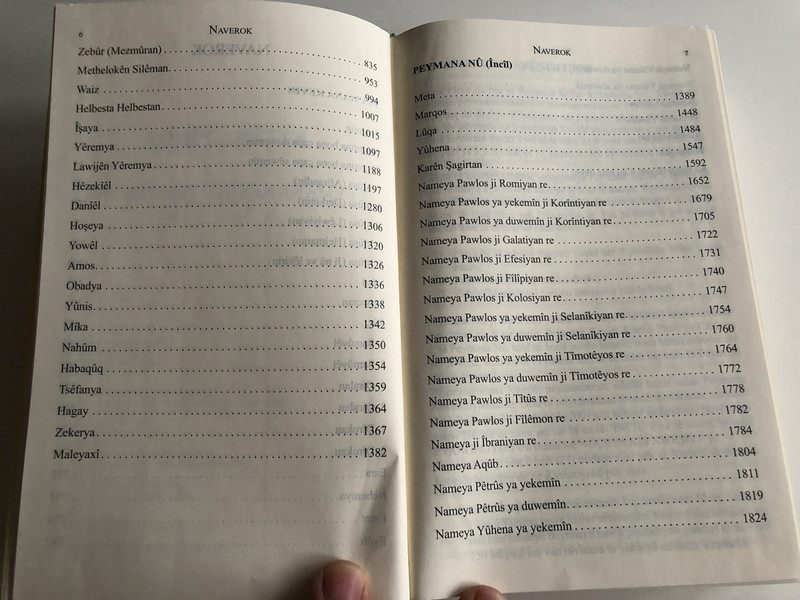 6
NAVEROK
Zebûr (Mezmûran) 835
Methelokên Silêman 953
Waiz 994
Helbesta Helbestan 1007
Îşaya 1015
Yêremya 1097
Lawijên Yêremya 1188
Hêzekîêl 1197
Danîêl 1280
Hoşeya 1306
Yowêl 1320
Amos 1326
Obadya 1336
Yûnis 1338
Mîka 1342
Nahûm 1350
Habaqûq 1354
Tsêfanya 1359
Hagay 1364
Zekerya 1367
Maleyaxî 1382
NAVEROK
7
PEYMANA NÛ (Încîl)
Meta 1389
Marqos 1448
Lûqa 1484
Yûhena 1547
Karên Şagirtan 1592
Nameya Pawlos ji Romiyan re 1652
Nameya Pawlos ya yekemîn ji Korîntiyan re 1679
Nameya Pawlos ya duwemîn ji Korîntiyan re 1705
Nameya Pawlos ji Galatiyan re 1722
Nameya Pawlos ji Efesiyan re 1731
Nameya Pawlos ji Fîlîpiyan re 1740
Nameya Pawlos ji Kolosiyan re 1747
Nameya Pawlos ya yekemîn ji Selanîkiyan re 1754
Nameya Pawlos ya duwemîn ji Selanîkiyan re 1760
Nameya Pawlos ya yekemîn ji Tîmotêyos re 1764
Nameya Pawlos ya duwemîn ji Tîmotêyos re 1772
Nameya Pawlos ji Tîtûs re 1778
Nameya Pawlos ji Fîlêmon re 1782
Nameya ji Îbraniyan re 1784
Nameya Aqûb 1804
Nameya Pêtrûs ya yekemîn 1811
Nameya Pêtrûs ya duwemîn 1819
Nameya Yûhena ya yekemîn 1824